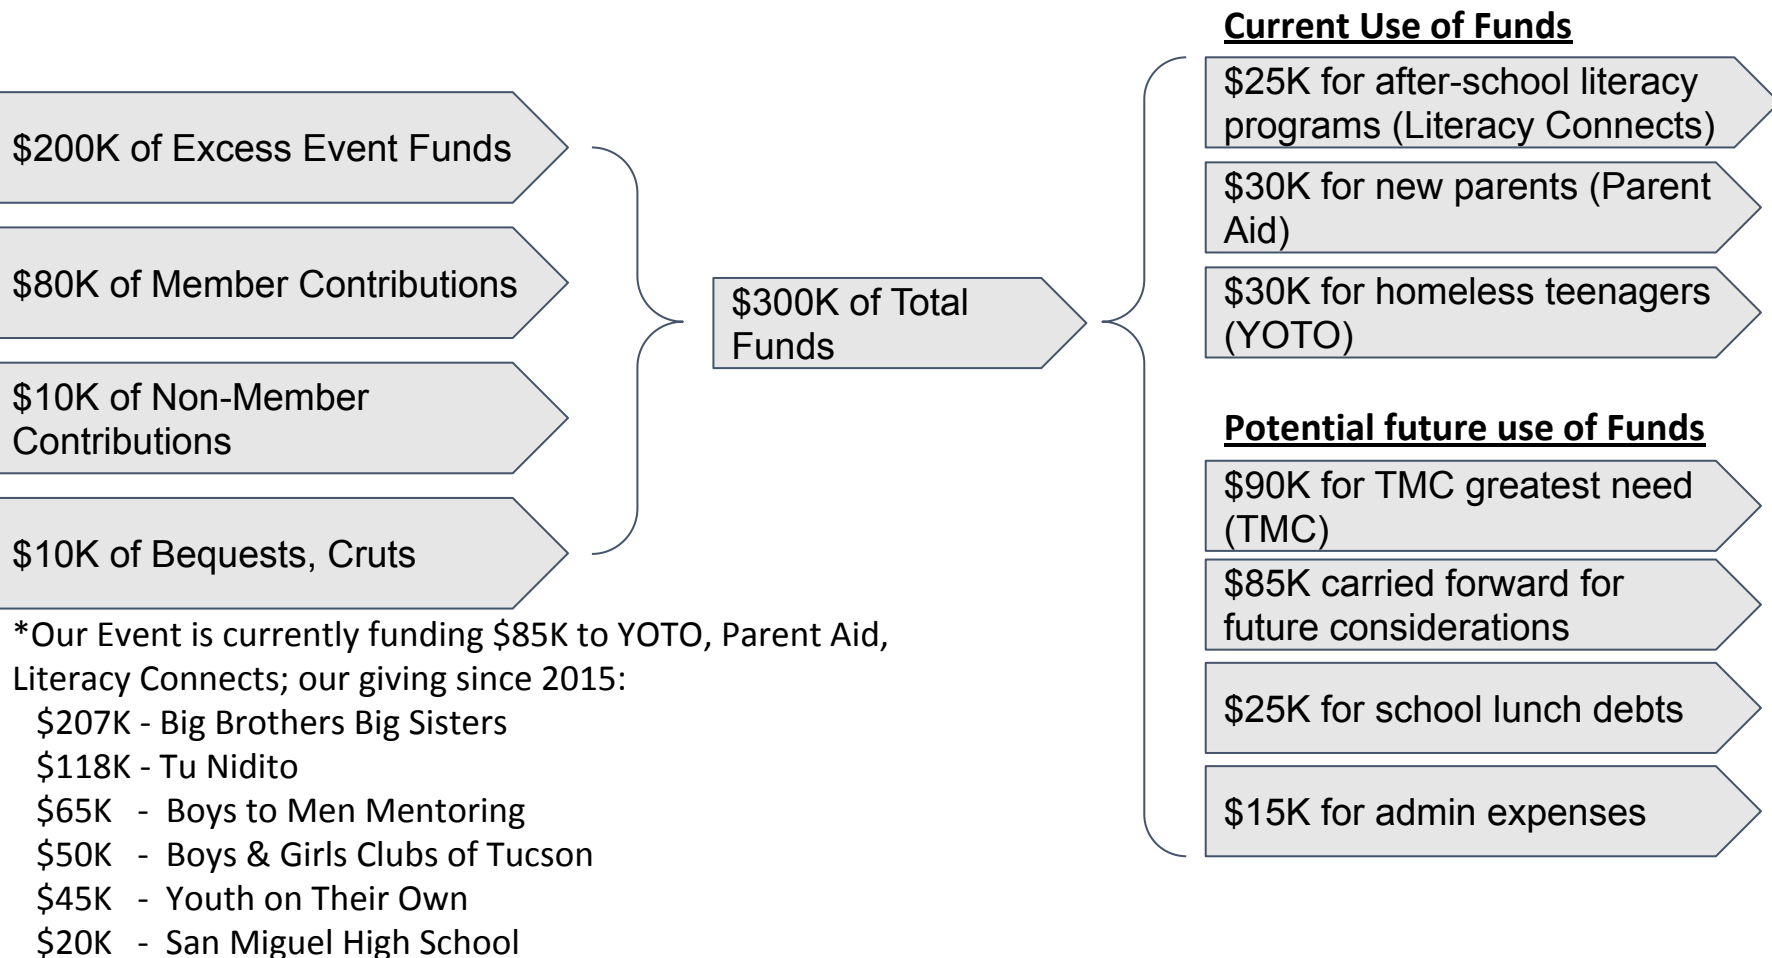 $200K of Excess Event Funds
$80K of Member Contributions
$10K of Non-Member
Contributions
$10K of Bequests, Cruts
*Our Event is currently funding $85K to YOTO, Parent Aid,
Literacy Connects; our giving since 2015:
$207K - Big Brothers Big Sisters
$118K - Tu Nidito
$65K - Boys to Men Mentoring
$50K - Boys & Girls Clubs of Tucson
$45K - Youth on Their Own
$20K - San Miguel High School
$300K of Total
Funds
Current Use of Funds
$25K for after-school literacy
programs (Literacy Connects)
$30K for new parents (Parent
Aid)
$30K for homeless teenagers
(YOTO)
Potential future use of Funds
$90K for TMC greatest need
(TMC)
$85K carried forward for
future considerations
$25K for school lunch debts
$15K for admin expenses